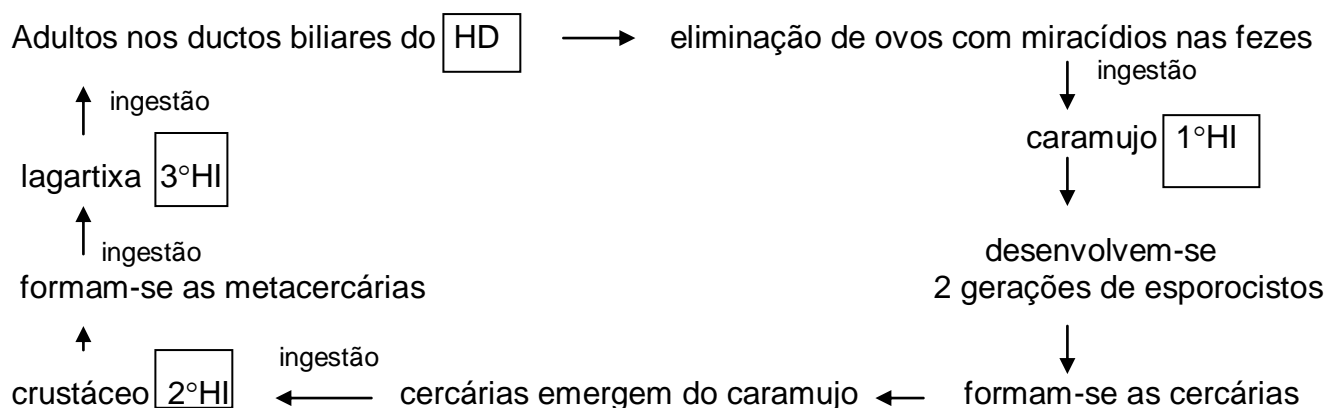 Adultos nos ductos biliares do HD eliminação de ovos com miracídios nas fezes
ingestão
ingestão
caramujo 1°HI
lagartixa 3°HI
ingestão
desenvolvem-se
formam-se as metacercárias 2 gerações de esporocistos
ingestão
crustáceo 2°HI cercárias emergem do caramujo formam-se as cercárias